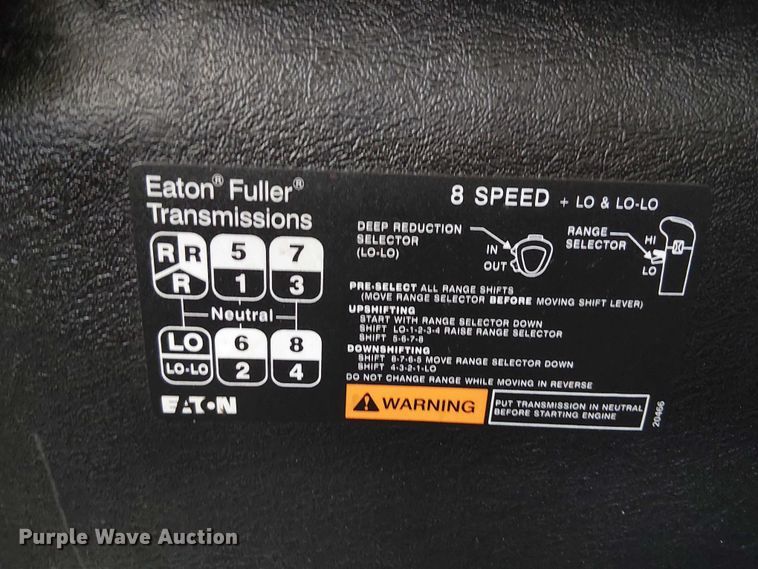 Eaton® Fuller®
Transmissions
8 SPEED + LO & LO-LO
R R 5 7
R 1 3
Neutral
LO 6 8
LO-LO 2 4
EATON
DEEP REDUCTION
SELECTOR
(LO-LO)
IN
OUT
RANGE
SELECTOR
HI
LO
PRE-SELECT ALL RANGE SHIFTS
(MOVE RANGE SELECTOR BEFORE MOVING SHIFT LEVER)
UPSHIFTING
START WITH RANGE SELECTOR DOWN
SHIFT LO-1-2-3-4 RAISE RANGE SELECTOR
SHIFT 5-6-7-8
DOWNSHIFTING
SHIFT 8-7-6-5 MOVE RANGE SELECTOR DOWN
SHIFT 4-3-2-1-LO
DO NOT CHANGE RANGE WHILE MOVING IN REVERSE
WARNING
PUT TRANSMISSION IN NEUTRAL
BEFORE STARTING ENGINE
20466
Purple Wave Auction